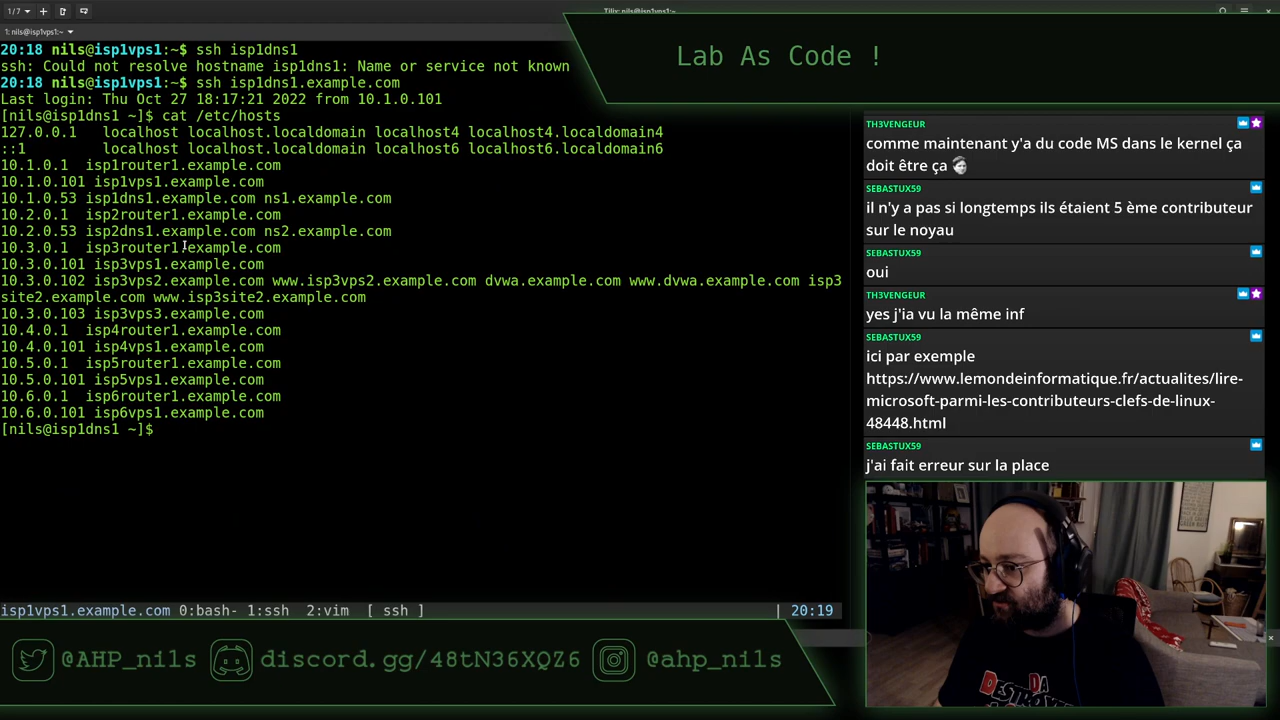 1/7
Tilix: nils@isp1vps1:~
1: nils@isp1vps1:~
20:18 nils@isp1vps1:~$ ssh isp1dns1
ssh: Could not resolve hostname isp1dns1: Name or service not known
20:18 nils@isp1vps1:~$ ssh isp1dns1.example.com
Last login: Thu Oct 27 18:17:21 2022 from 10.1.0.101
[nils@isp1dns1 ~]$ cat /etc/hosts
127.0.0.1   localhost localhost.localdomain localhost4 localhost4.localdomain4
::1         localhost localhost.localdomain localhost6 localhost6.localdomain6
10.1.0.1  isp1router1.example.com
10.1.0.101 isp1vps1.example.com
10.1.0.53 isp1dns1.example.com ns1.example.com
10.2.0.1  isp2router1.example.com
10.2.0.53 isp2dns1.example.com ns2.example.com
10.3.0.1  isp3router1.example.com
10.3.0.101 isp3vps1.example.com
10.3.0.102 isp3vps2.example.com www.isp3vps2.example.com dvwa.example.com www.dvwa.example.com isp3
site2.example.com www.isp3site2.example.com
10.3.0.103 isp3vps3.example.com
10.4.0.1  isp4router1.example.com
10.4.0.101 isp4vps1.example.com
10.5.0.1  isp5router1.example.com
10.5.0.101 isp5vps1.example.com
10.6.0.1  isp6router1.example.com
10.6.0.101 isp6vps1.example.com
[nils@isp1dns1 ~]$
isp1vps1.example.com 0:bash- 1:ssh  2:vim  [ ssh ] | 20:19
Lab As Code !
TH3VENGEUR
comme maintenant y'a du code MS dans le kernel ça
doit être ça
SEBASTUX59
il n'y a pas si longtemps ils étaient 5 ème contributeur
sur le noyau
SEBASTUX59
oui
TH3VENGEUR
yes j'ia vu la même inf
SEBASTUX59
ici par exemple
https://www.lemondeinformatique.fr/actualites/lire-
microsoft-parmi-les-contributeurs-clefs-de-linux-
48448.html
SEBASTUX59
j'ai fait erreur sur la place
@AHP_nils discord.gg/48tN36XQZ6 @ahp_nils